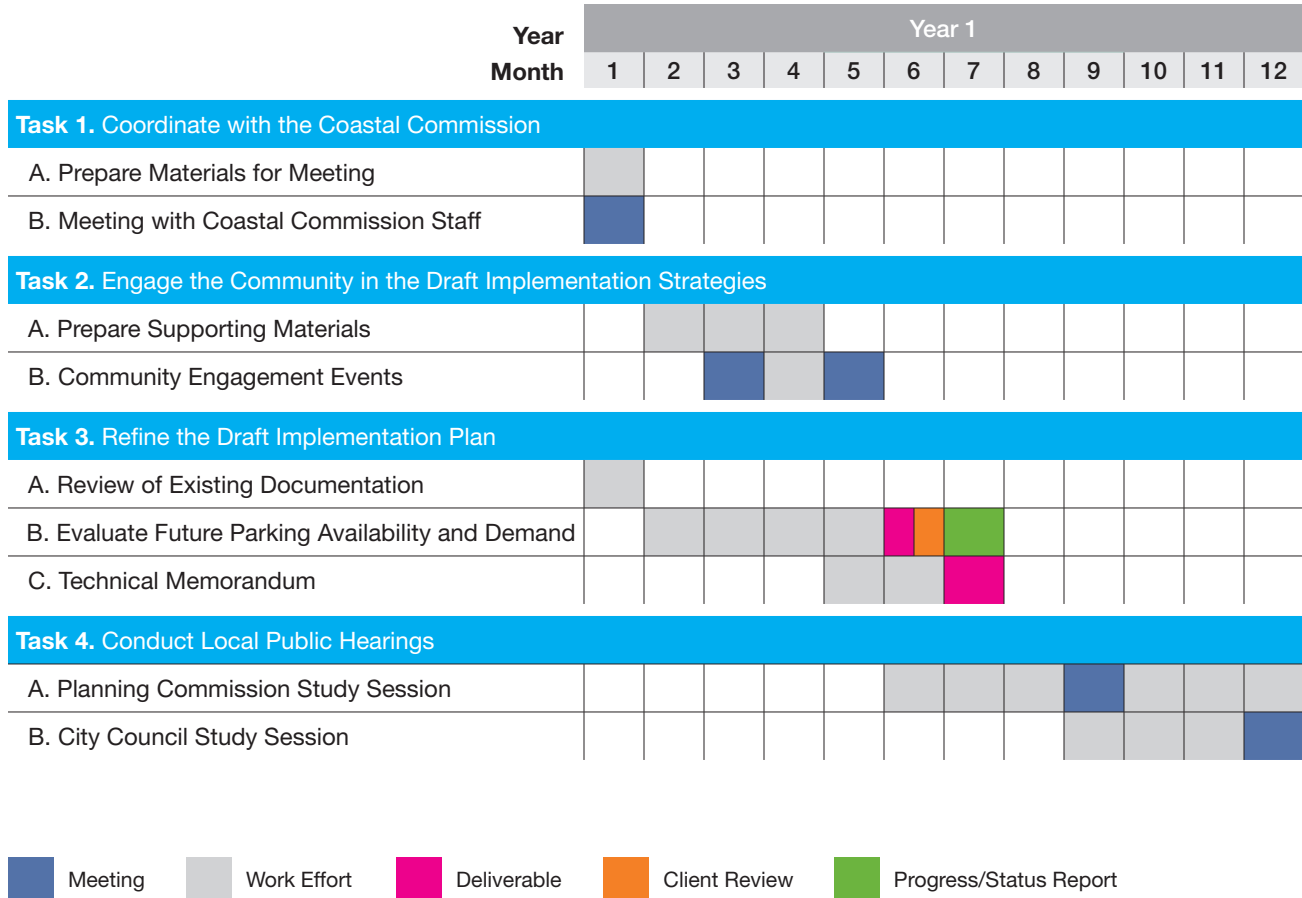 Year Year 1
Month 1 2 3 4 5 6 7 8 9 10 11 12
Task 1. Coordinate with the Coastal Commission
A. Prepare Materials for Meeting
B. Meeting with Coastal Commission Staff
Task 2. Engage the Community in the Draft Implementation Strategies
A. Prepare Supporting Materials
B. Community Engagement Events
Task 3. Refine the Draft Implementation Plan
A. Review of Existing Documentation
B. Evaluate Future Parking Availability and Demand
C. Technical Memorandum
Task 4. Conduct Local Public Hearings
A. Planning Commission Study Session
B. City Council Study Session
Meeting Work Effort Deliverable Client Review Progress/Status Report